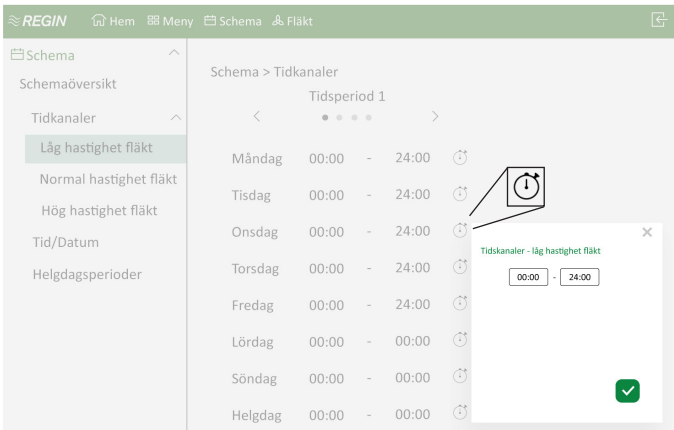 REGIN Hem Meny Schema Fläkt
Schema
Schemaöversikt
Tidkanaler
Låg hastighet fläkt
Normal hastighet fläkt
Hög hastighet fläkt
Tid/Datum
Helgdagsperioder
Schema > Tidkanaler
Tidsperiod 1
< >
Måndag 00:00 - 24:00
Tisdag 00:00 - 24:00
Onsdag 00:00 - 24:00
Torsdag 00:00 - 24:00
Fredag 00:00 - 24:00
Lördag 00:00 - 00:00
Söndag 00:00 - 00:00
Helgdag 00:00 - 00:00
Tidskanaler - låg hastighet fläkt
00:00 - 24:00